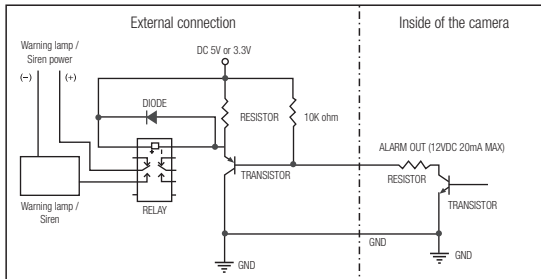 External connection
Inside of the camera
Warning lamp /
Siren power
(−)
(+)
DC 5V or 3.3V
DIODE
RESISTOR
10K ohm
ALARM OUT (12VDC 20mA MAX)
RESISTOR
TRANSISTOR
TRANSISTOR
RELAY
Warning lamp /
Siren
GND
GND
GND